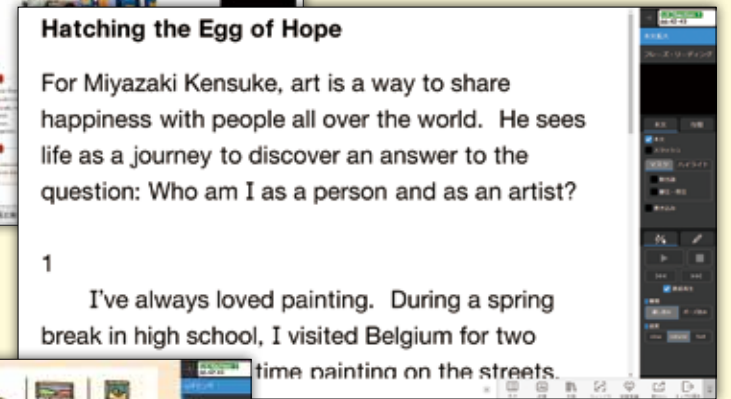 Hatching the Egg of Hope
For Miyazaki Kensuke, art is a way to share
happiness with people all over the world. He sees
life as a journey to discover an answer to the
question: Who am I as a person and as an artist?
1
I've always loved painting. During a spring
break in high school, I visited Belgium for two
time painting on the streets.